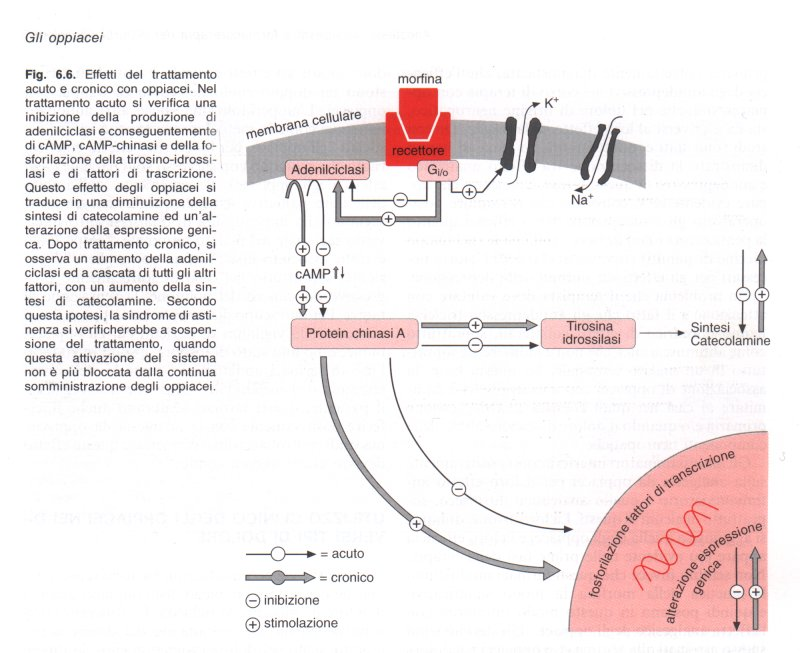 Gli oppiacei
Fig. 6.6. Effetti del trattamento
acuto e cronico con oppiacei. Nel
trattamento acuto si verifica una
inibizione della produzione di
adenilciclasi e conseguentemente
di cAMP, cAMP-chinasi e della fo-
sforilazione della tirosino-idrossi-
lasi e di fattori di trascrizione.
Questo effetto degli oppiacei si
traduce in una diminuizione della
sintesi di catecolamine ed un'al-
terazione della espressione geni-
ca. Dopo trattamento cronico, si
osserva un aumento della adenil-
ciclasi ed a cascata di tutti gli altri
fattori, con un aumento della sin-
tesi di catecolamine. Secondo
questa ipotesi, la sindrome di asti-
nenza si verificherebbe a sospen-
sione del trattamento, quando
questa attivazione del sistema
non è più bloccata dalla continua
somministrazione degli oppiacei.
morfina
K+
membrana cellulare
recettore
Adenilciclasi
Gi/o
Na+
cAMP
Protein chinasi A
Tirosina
idrossilasi
Sintesi
Catecolamine
fosforilazione fattori di transcrizione
alterazione espressione
genica
= acuto
= cronico
inibizione
stimolazione